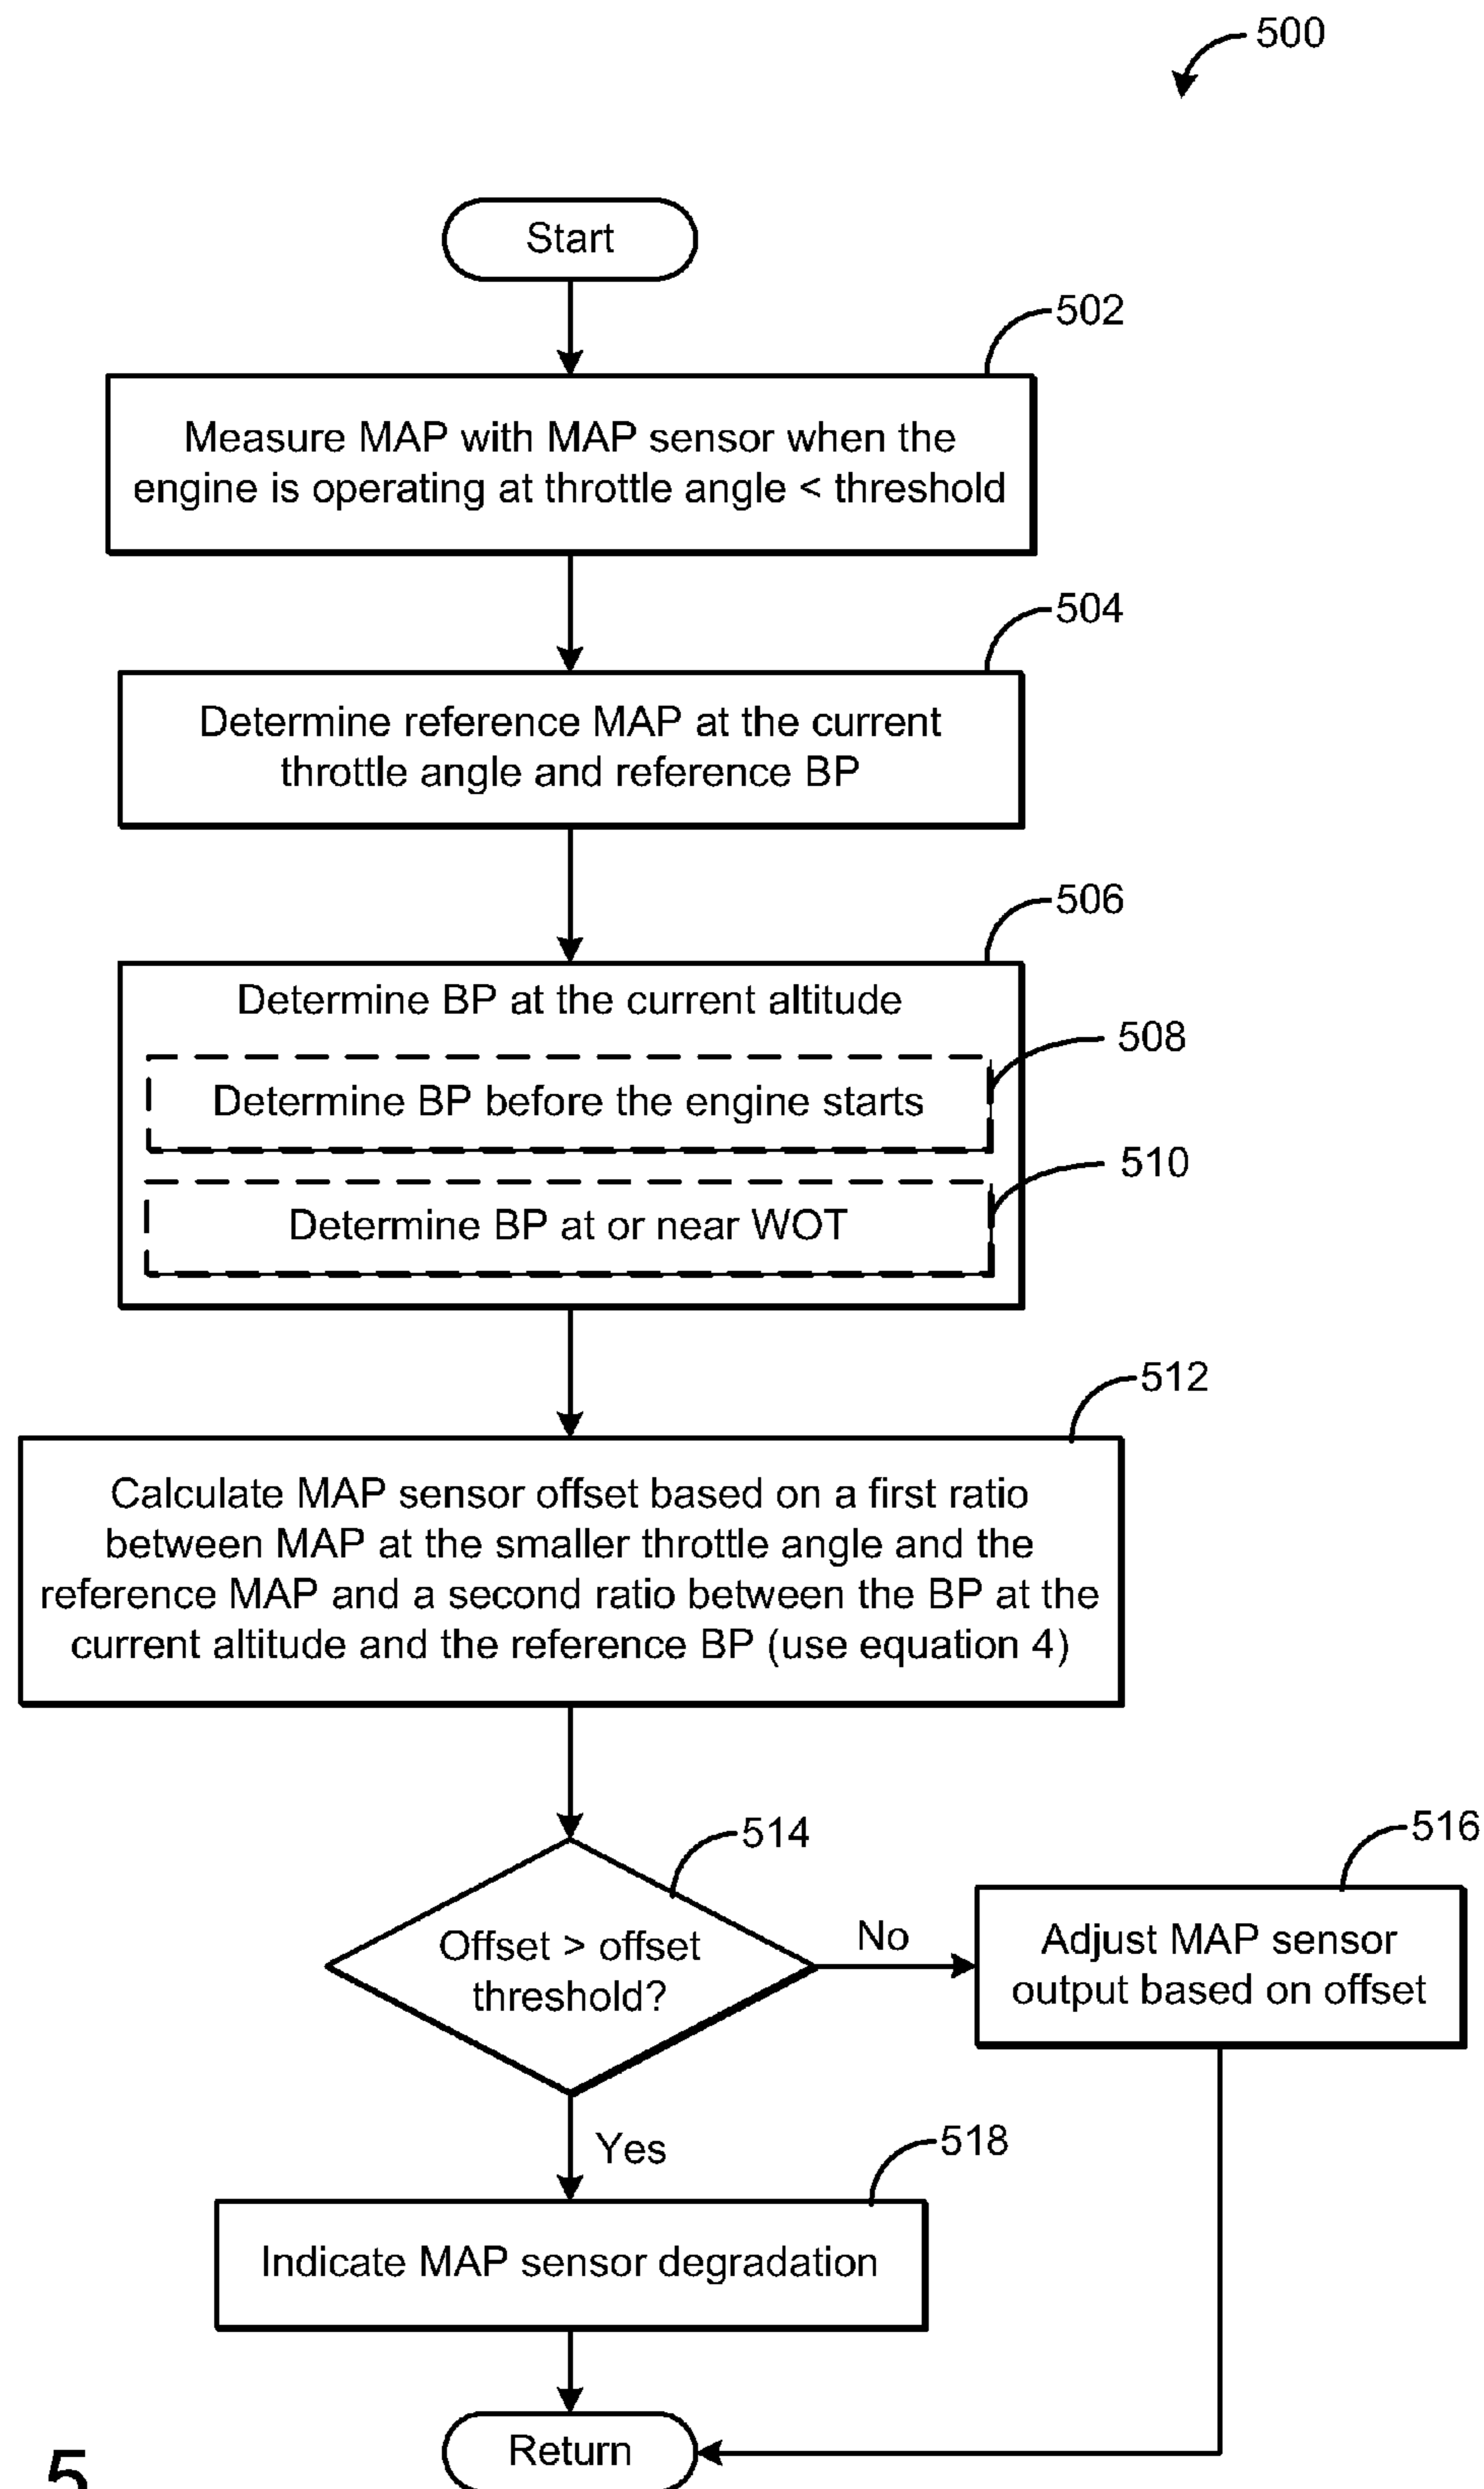 500
Start
502
Measure MAP with MAP sensor when the
engine is operating at throttle angle < threshold
504
Determine reference MAP at the current
throttle angle and reference BP
506
Determine BP at the current altitude
508
Determine BP before the engine starts
510
Determine BP at or near WOT
512
Calculate MAP sensor offset based on a first ratio
between MAP at the smaller throttle angle and the
reference MAP and a second ratio between the BP at the
current altitude and the reference BP (use equation 4)
514
Offset > offset
threshold?
No
516
Adjust MAP sensor
output based on offset
Yes
518
Indicate MAP sensor degradation
Return
5